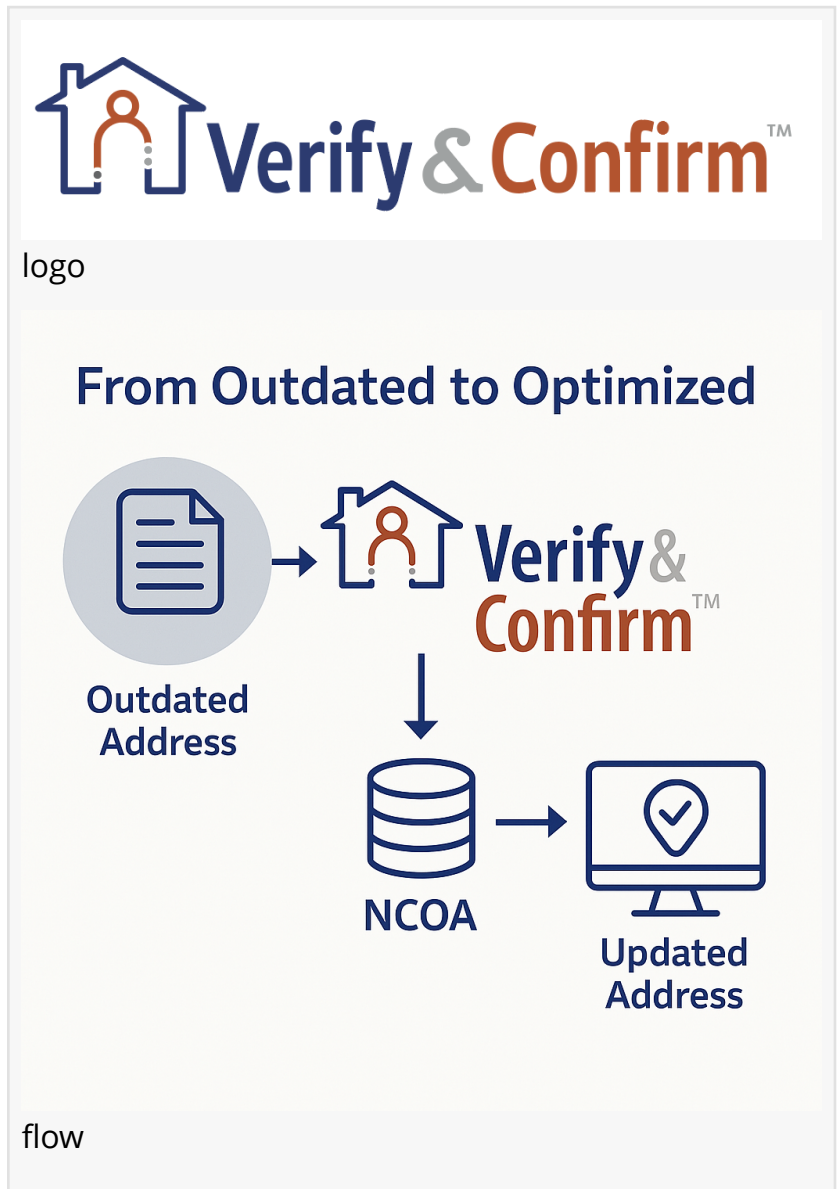 Verify & Confirm™
logo
From Outdated to Optimized
Verify &
Confirm™
Outdated
Address
NCOA
Updated
Address
flow